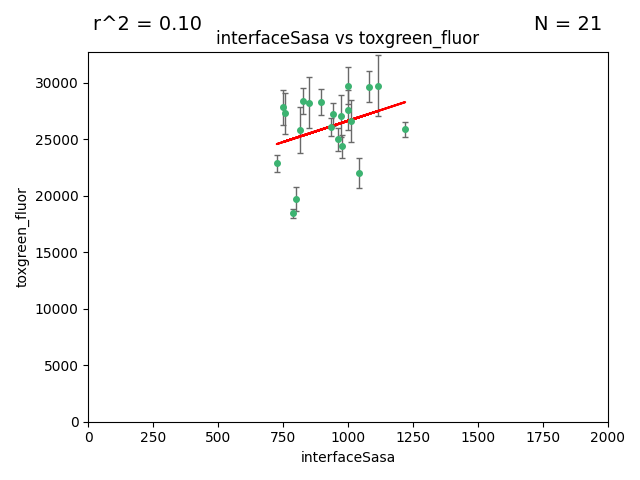 r^2 = 0.10
N = 21
interfaceSasa vs toxgreen_fluor
30000
25000
20000
15000
10000
5000
0
toxgreen_fluor
0 250 500 750 1000 1250 1500 1750 2000
interfaceSasa